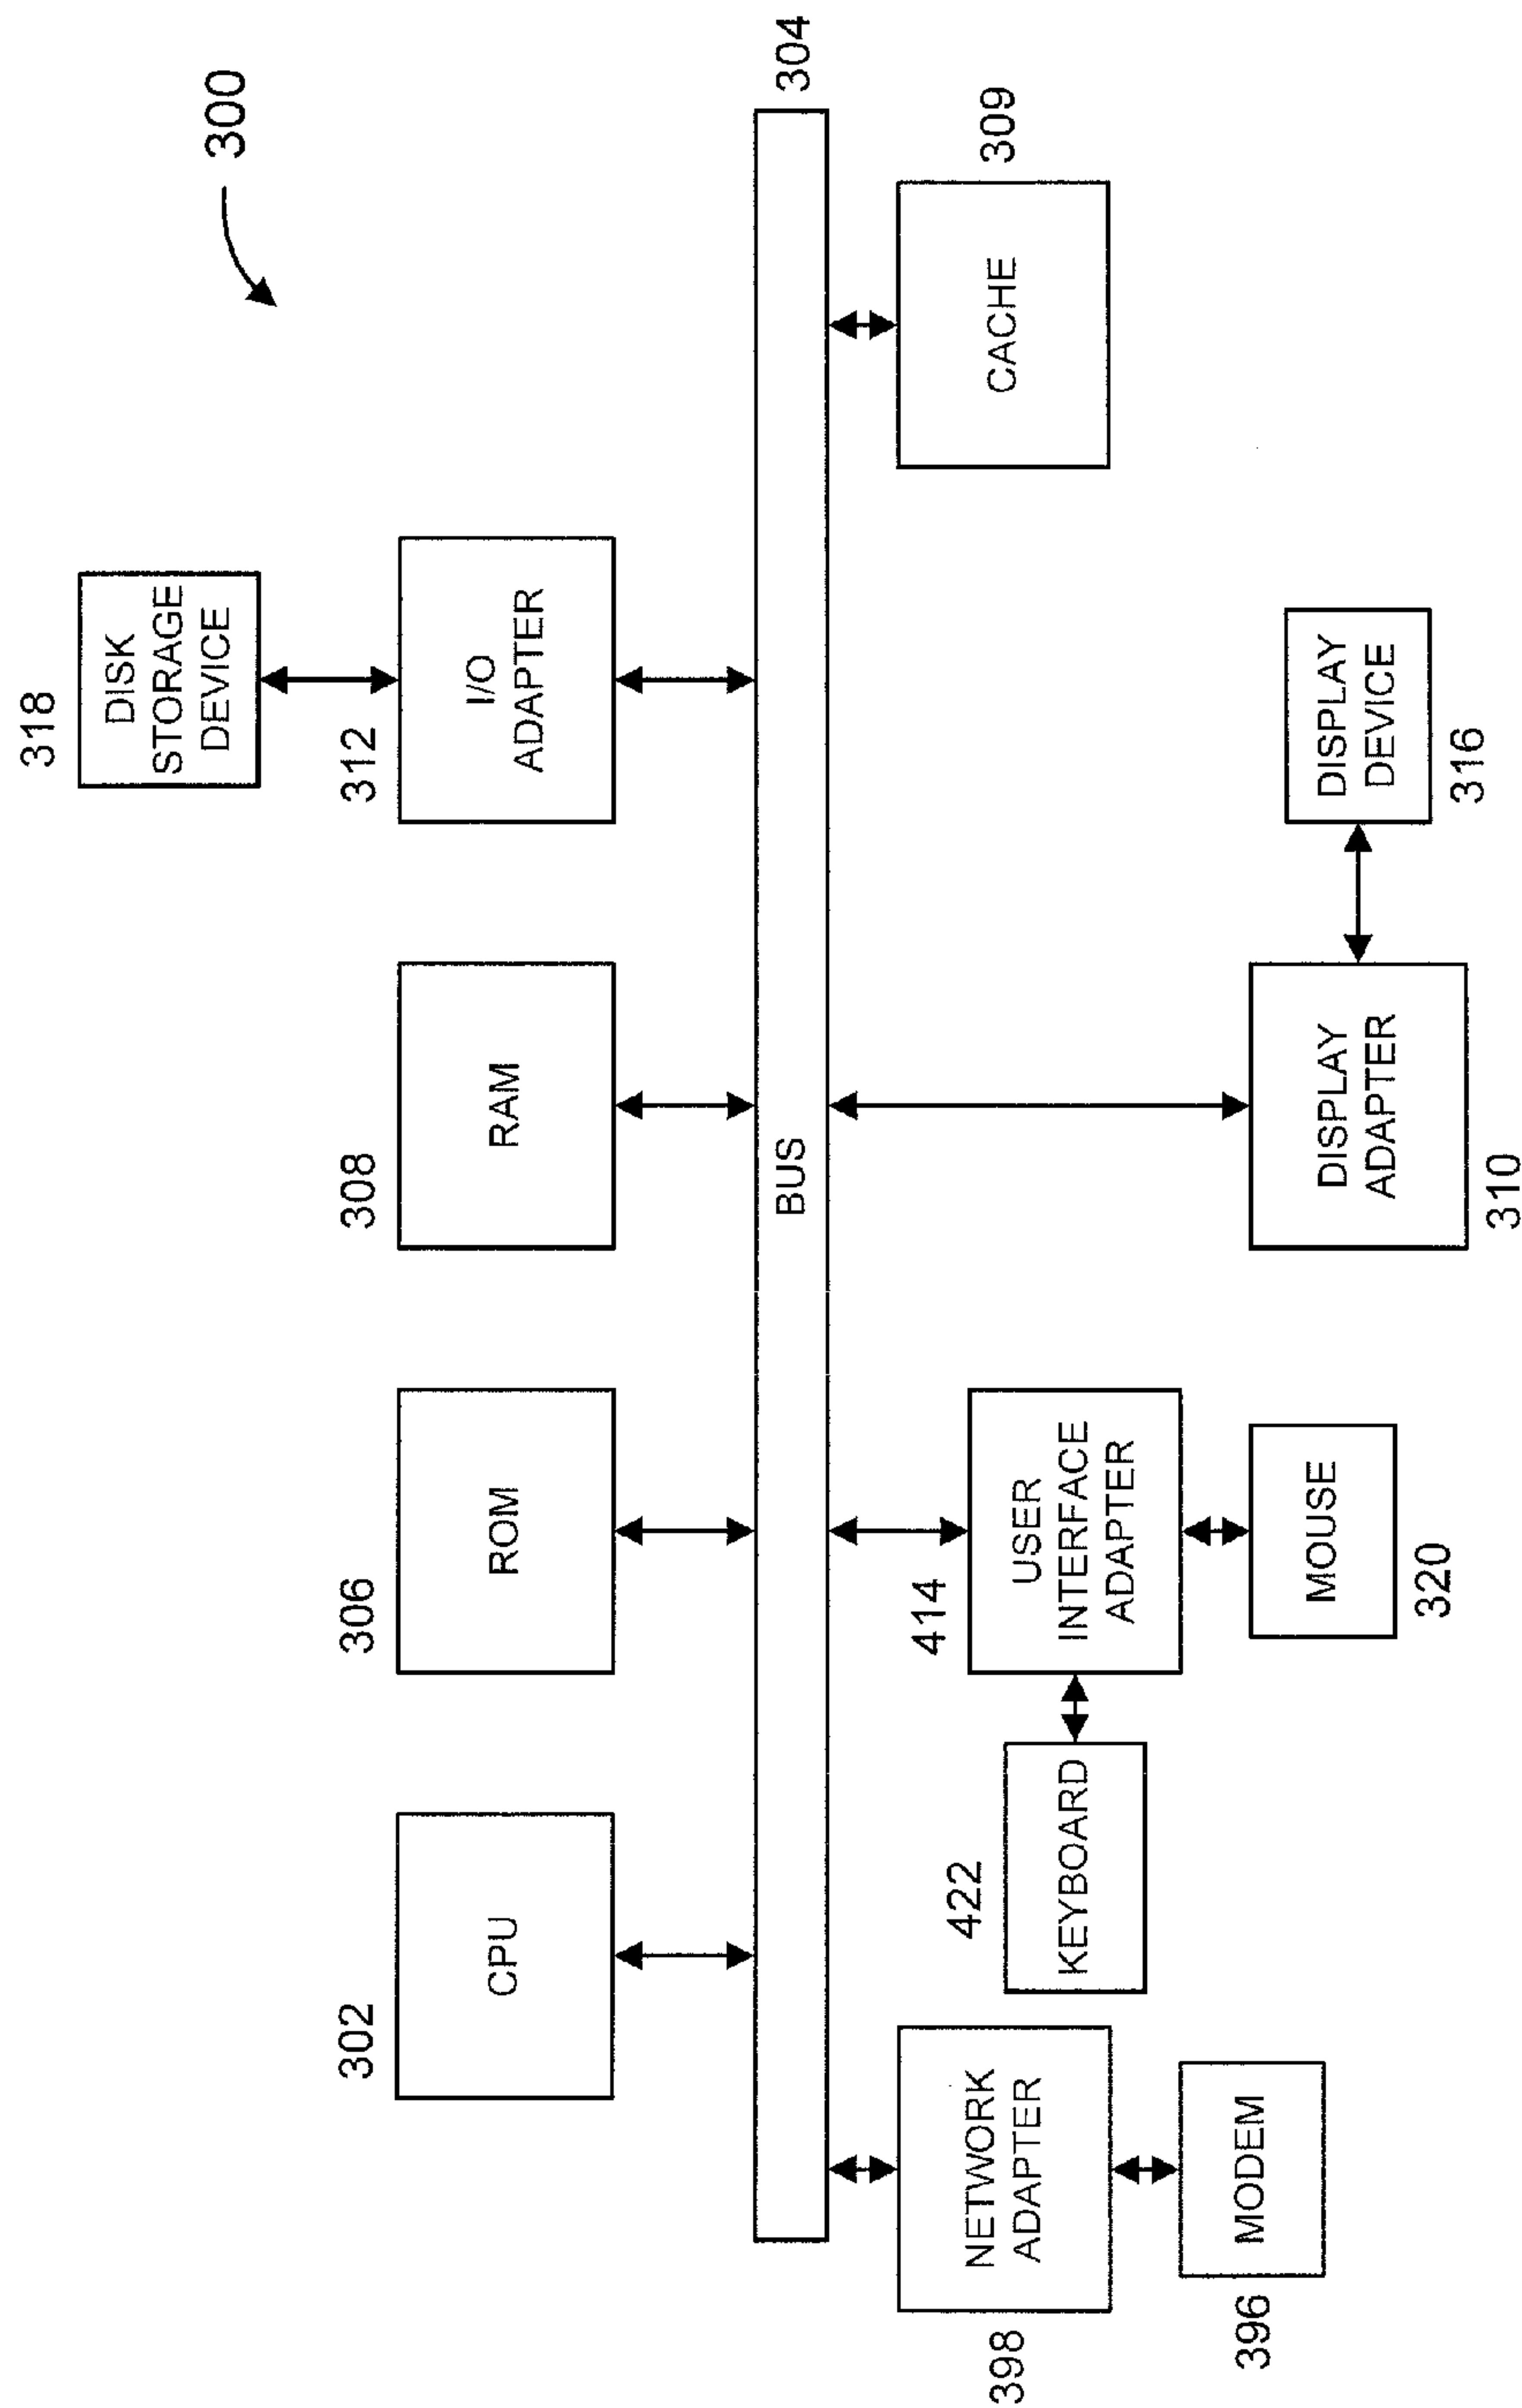 300
318
DISK
STORAGE
DEVICE
302
CPU
306
ROM
308
RAM
312
I/O
ADAPTER
BUS
304
398
NETWORK
ADAPTER
396
MODEM
422
KEYBOARD
414
USER
INTERFACE
ADAPTER
MOUSE
320
DISPLAY
ADAPTER
310
DISPLAY
DEVICE
316
CACHE
309